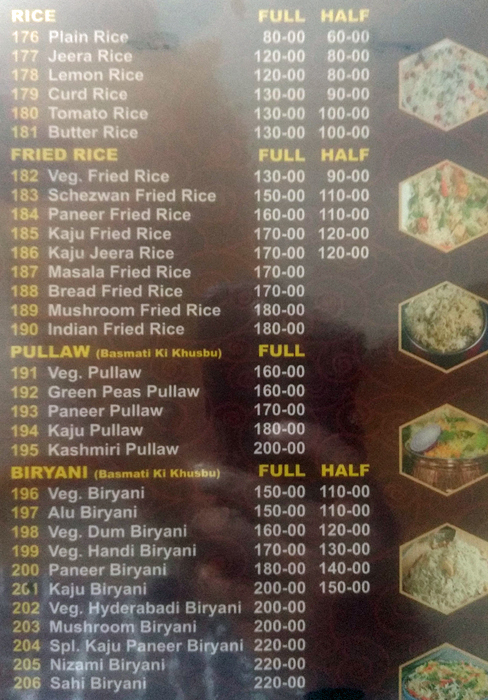 RICE FULL HALF
176 Plain Rice 80-00 60-00
177 Jeera Rice 120-00 80-00
178 Lemon Rice 120-00 80-00
179 Curd Rice 130-00 90-00
180 Tomato Rice 130-00 100-00
181 Butter Rice 130-00 100-00
FRIED RICE FULL HALF
182 Veg. Fried Rice 130-00 90-00
183 Schezwan Fried Rice 150-00 110-00
184 Paneer Fried Rice 160-00 110-00
185 Kaju Fried Rice 170-00 120-00
186 Kaju Jeera Rice 170-00 120-00
187 Masala Fried Rice 170-00
188 Bread Fried Rice 170-00
189 Mushroom Fried Rice 180-00
190 Indian Fried Rice 180-00
PULLAW (Basmati Ki Khusbu) FULL
191 Veg. Pullaw 160-00
192 Green Peas Pullaw 160-00
193 Paneer Pullaw 170-00
194 Kaju Pullaw 180-00
195 Kashmiri Pullaw 200-00
BIRYANI (Basmati Ki Khusbu) FULL HALF
196 Veg. Biryani 150-00 110-00
197 Alu Biryani 150-00 110-00
198 Veg. Dum Biryani 160-00 120-00
199 Veg. Handi Biryani 170-00 130-00
200 Paneer Biryani 180-00 140-00
201 Kaju Biryani 200-00 150-00
202 Veg. Hyderabadi Biryani 200-00
203 Mushroom Biryani 200-00
204 Spl. Kaju Paneer Biryani 220-00
205 Nizami Biryani 220-00
206 Sahi Biryani 220-00